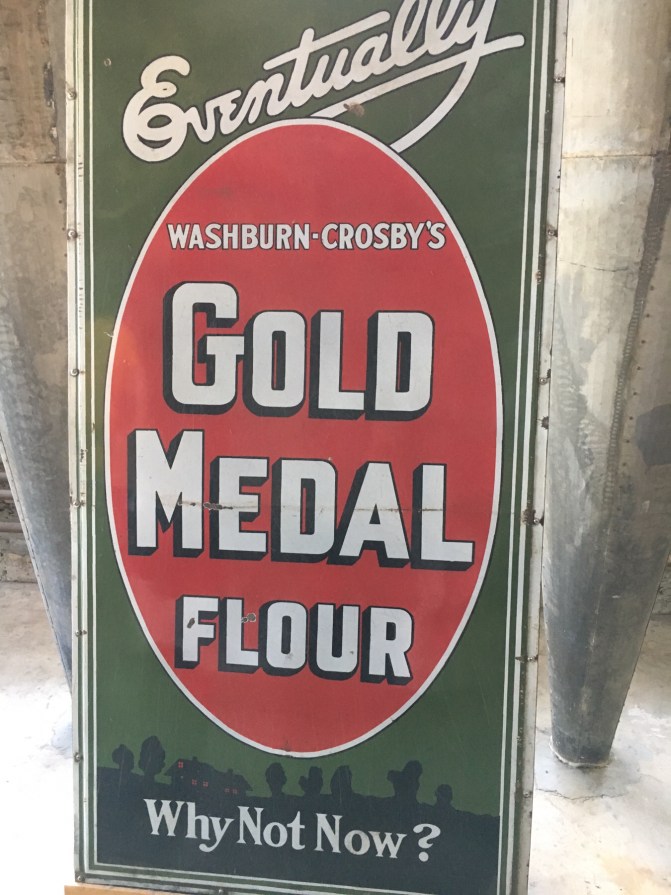 Eventually
WASHBURN-CROSBY'S
GOLD
MEDAL
FLOUR
Why Not Now?